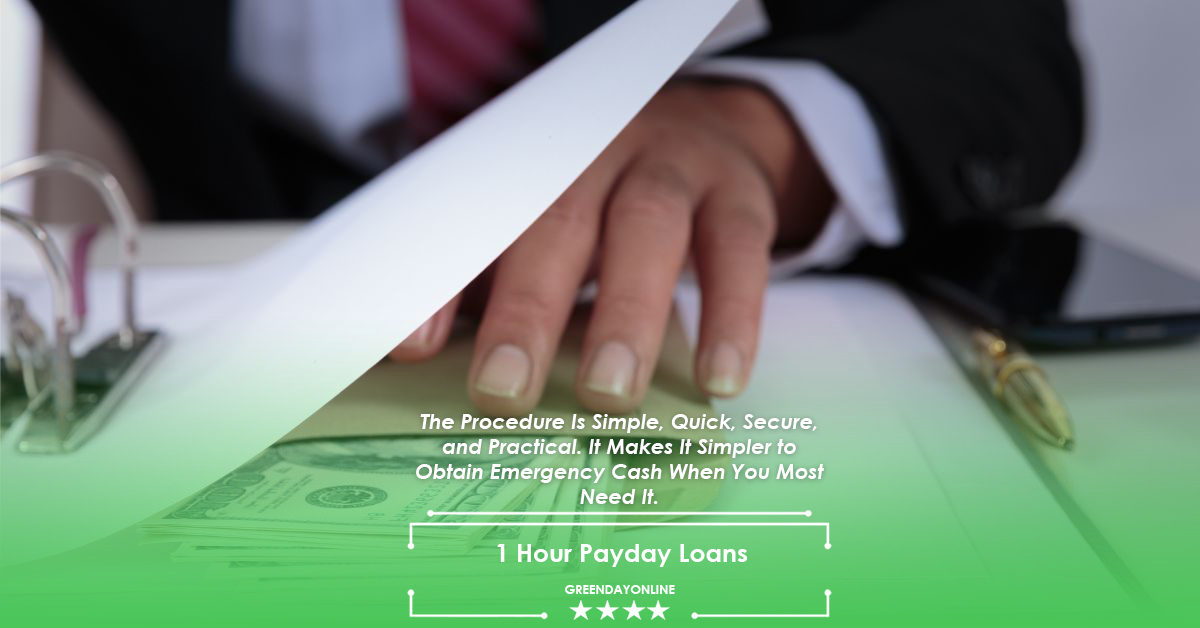 The Procedure Is Simple, Quick, Secure,
and Practical. It Makes It Simpler to
Obtain Emergency Cash When You Most
Need It.
1 Hour Payday Loans
GREENDAYONLINE